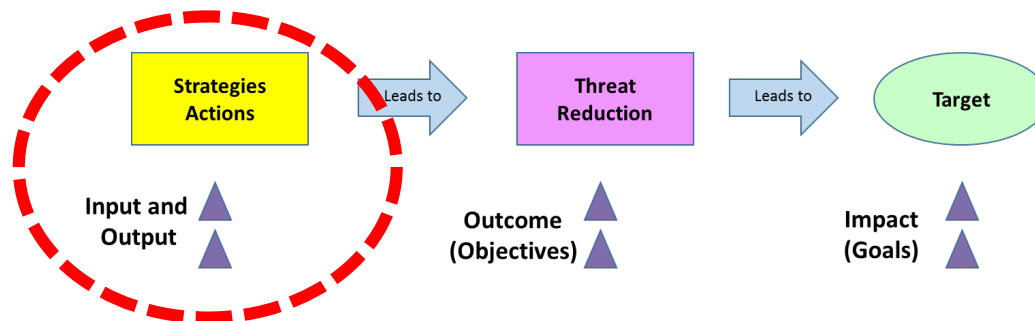 Strategies
Actions
Leads to
Threat
Reduction
Leads to
Target
Input and
Output
Outcome
(Objectives)
Impact
(Goals)